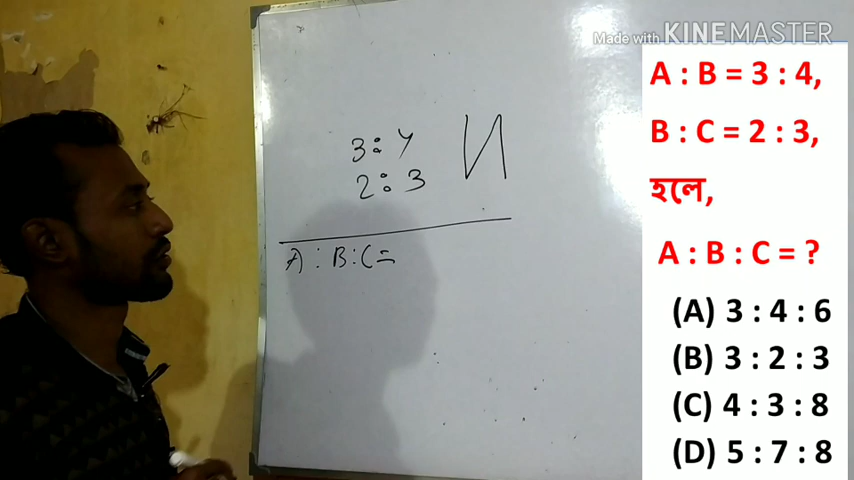 Made with KINEMASTER
3 : 4
2 : 3
A : B : C =
A : B = 3 : 4,
B : C = 2 : 3,
হলে,
A : B : C = ?
(A) 3 : 4 : 6
(B) 3 : 2 : 3
(C) 4 : 3 : 8
(D) 5 : 7 : 8